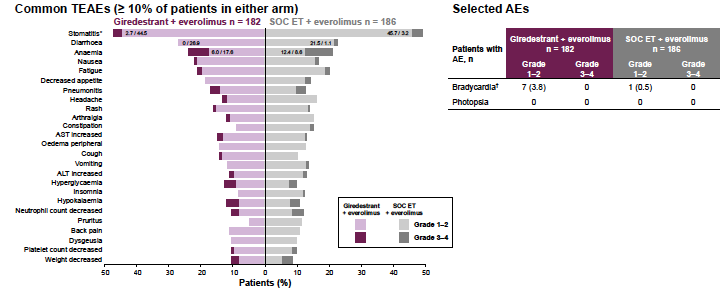 Common TEAEs (≥ 10% of patients in either arm)
Giredestrant + everolimus n = 182
SOC ET + everolimus n = 186
Stomatitis*
2.7 / 44.5
45.7 / 3.2
Diarrhoea
0 / 26.9
21.5 / 1.1
Anaemia
6.0 / 17.6
12.4 / 8.6
Nausea
Fatigue
Decreased appetite
Pneumonitis
Headache
Rash
Arthralgia
Constipation
AST increased
Oedema peripheral
Cough
Vomiting
ALT increased
Hyperglycaemia
Insomnia
Hypokalaemia
Neutrophil count decreased
Pruritus
Back pain
Dysgeusia
Platelet count decreased
Weight decreased
50 40 30 20 10 0 10 20 30 40 50
Patients (%)
Giredestrant
+ everolimus
SOC ET
+ everolimus
Grade 1–2
Grade 3–4
Selected AEs
Patients with
AE, n
Giredestrant + everolimus
n = 182
SOC ET + everolimus
n = 186
Grade
1–2
Grade
3–4
Grade
1–2
Grade
3–4
Bradycardia† 7 (3.8) 0 1 (0.5) 0
Photopsia 0 0 0 0